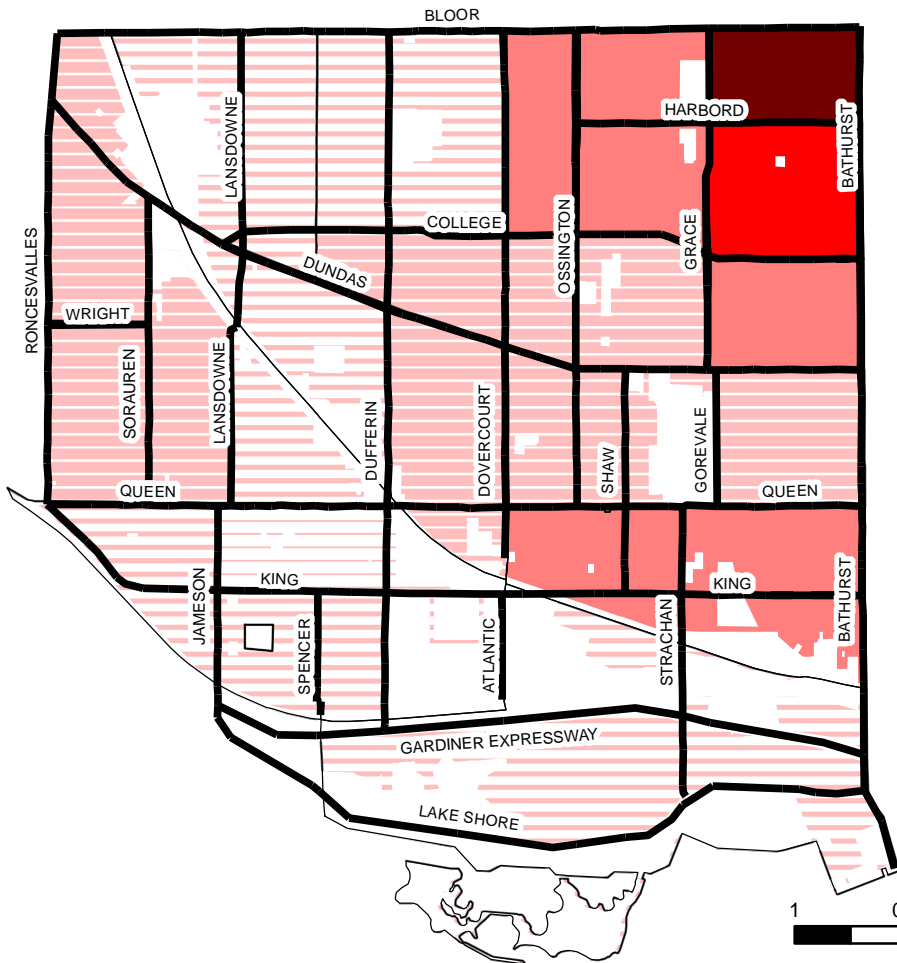 BLOOR
HARBORD
LANSDOWNE
BATHURST
RONCESVALLES
COLLEGE
OSSINGTON
GRACE
DUNDAS
WRIGHT
SORAUREN
LANSDOWNE
DUFFERIN
DOVERCOURT
SHAW
GOREVALE
QUEEN
QUEEN
KING
KING
JAMESON
SPENCER
ATLANTIC
STRACHAN
BATHURST
GARDINER EXPRESSWAY
LAKE SHORE
1 0